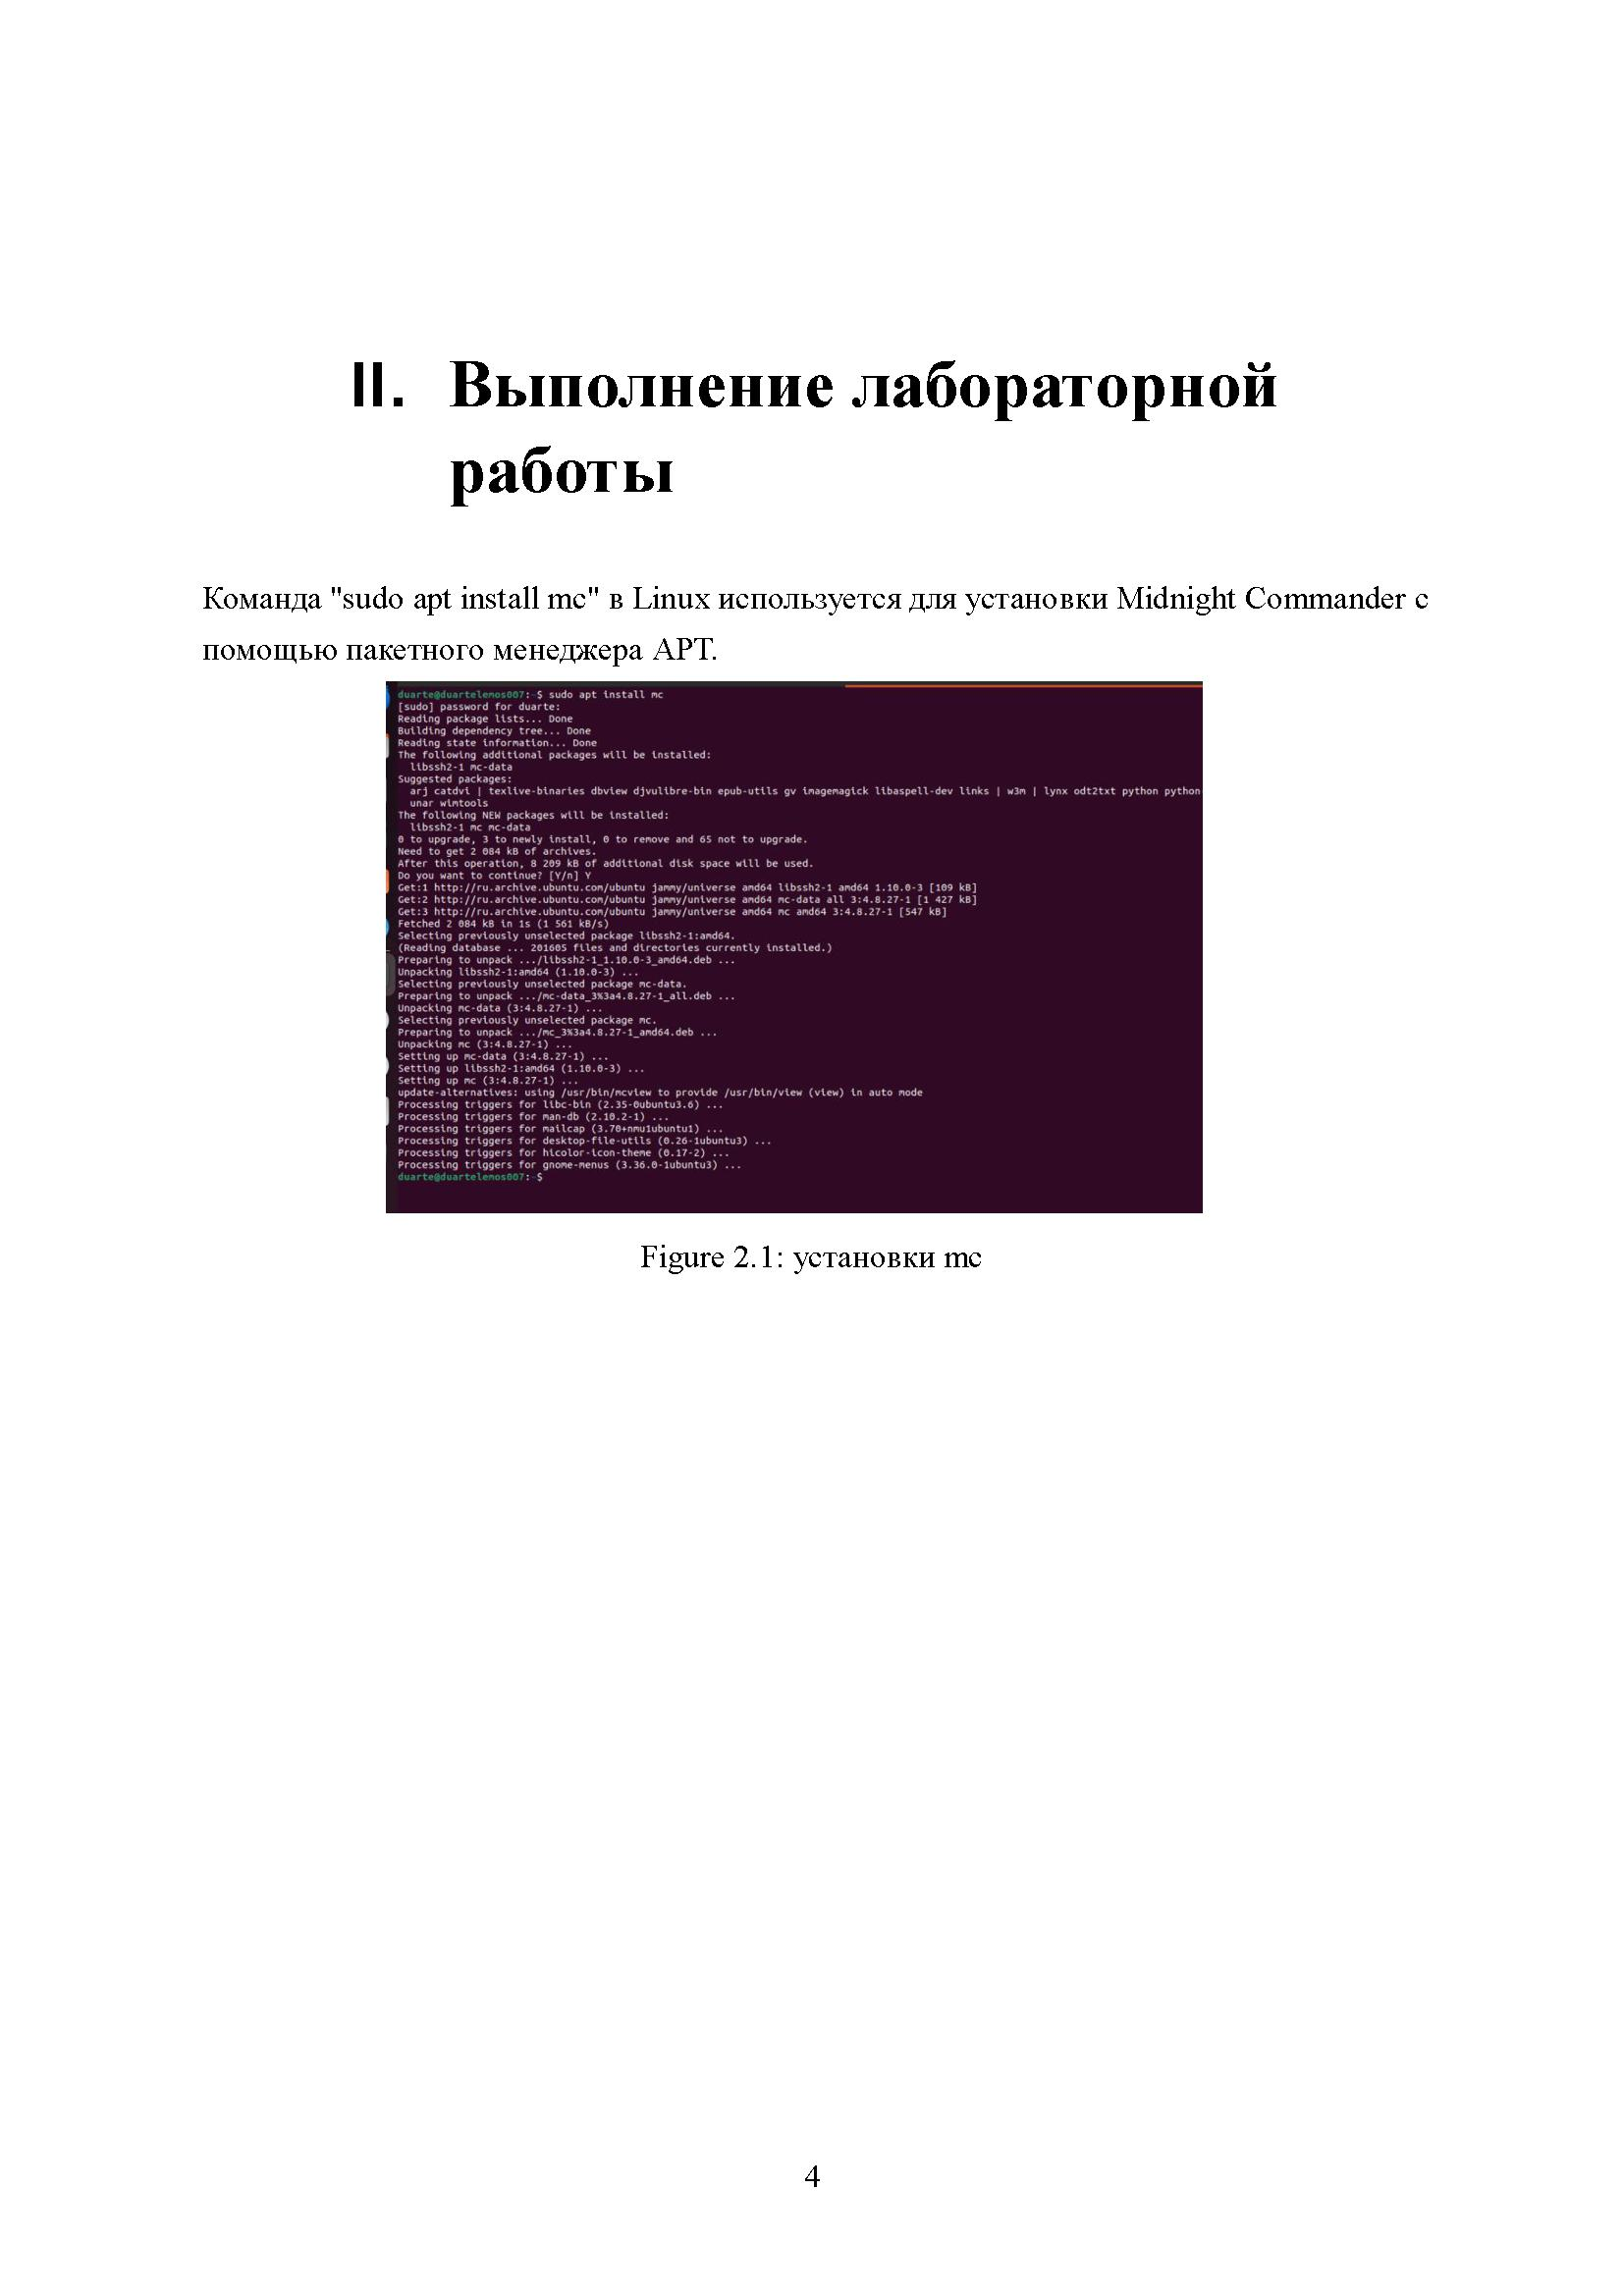 II. Выполнение лабораторной
работы
Команда "sudo apt install mc" в Linux используется для установки Midnight Commander с
помощью пакетного менеджера APT.
duarte@duartelemos007:~$ sudo apt install mc
[sudo] password for duarte:
Reading package lists... Done
Building dependency tree... Done
Reading state information... Done
The following additional packages will be installed:
  libssh2-1 mc-data
Suggested packages:
  arj catdvi | texlive-binaries dbview djvulibre-bin epub-utils gv imagemagick libaspell-dev links | w3m | lynx odt2txt python python-
  unar wimtools
The following NEW packages will be installed:
  libssh2-1 mc mc-data
0 to upgrade, 3 to newly install, 0 to remove and 65 not to upgrade.
Need to get 2 084 kB of archives.
After this operation, 8 209 kB of additional disk space will be used.
Do you want to continue? [Y/n] Y
Get:1 http://ru.archive.ubuntu.com/ubuntu jammy/universe amd64 libssh2-1 amd64 1.10.0-3 [109 kB]
Get:2 http://ru.archive.ubuntu.com/ubuntu jammy/universe amd64 mc-data all 3:4.8.27-1 [1 427 kB]
Get:3 http://ru.archive.ubuntu.com/ubuntu jammy/universe amd64 mc amd64 3:4.8.27-1 [547 kB]
Fetched 2 084 kB in 1s (1 561 kB/s)
Selecting previously unselected package libssh2-1:amd64.
(Reading database ... 201605 files and directories currently installed.)
Preparing to unpack .../libssh2-1_1.10.0-3_amd64.deb ...
Unpacking libssh2-1:amd64 (1.10.0-3) ...
Selecting previously unselected package mc-data.
Preparing to unpack .../mc-data_3%3a4.8.27-1_all.deb ...
Unpacking mc-data (3:4.8.27-1) ...
Selecting previously unselected package mc.
Preparing to unpack .../mc_3%3a4.8.27-1_amd64.deb ...
Unpacking mc (3:4.8.27-1) ...
Setting up mc-data (3:4.8.27-1) ...
Setting up libssh2-1:amd64 (1.10.0-3) ...
Setting up mc (3:4.8.27-1) ...
update-alternatives: using /usr/bin/mcview to provide /usr/bin/view (view) in auto mode
Processing triggers for libc-bin (2.35-0ubuntu3.6) ...
Processing triggers for man-db (2.10.2-1) ...
Processing triggers for mailcap (3.70+nmu1ubuntu1) ...
Processing triggers for desktop-file-utils (0.26-1ubuntu3) ...
Processing triggers for hicolor-icon-theme (0.17-2) ...
Processing triggers for gnome-menus (3.36.0-1ubuntu3) ...
duarte@duartelemos007:~$
Figure 2.1: установки mc
4